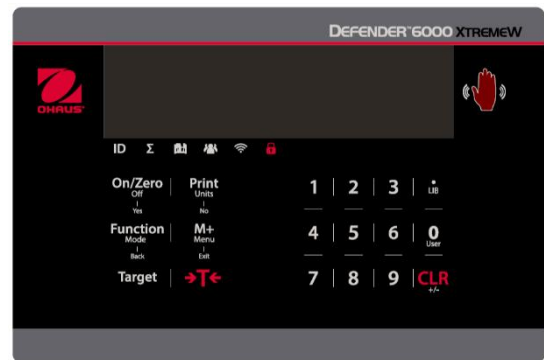 DEFENDER™6000 XTREMEW
OHAUS®
ID Σ
On/Zero Print 1 2 3 .
Off Units LIB
Yes No
Function M+ 4 5 6 0
Mode Menu User
Back Exit
Target →T← 7 8 9 CLR
+/-